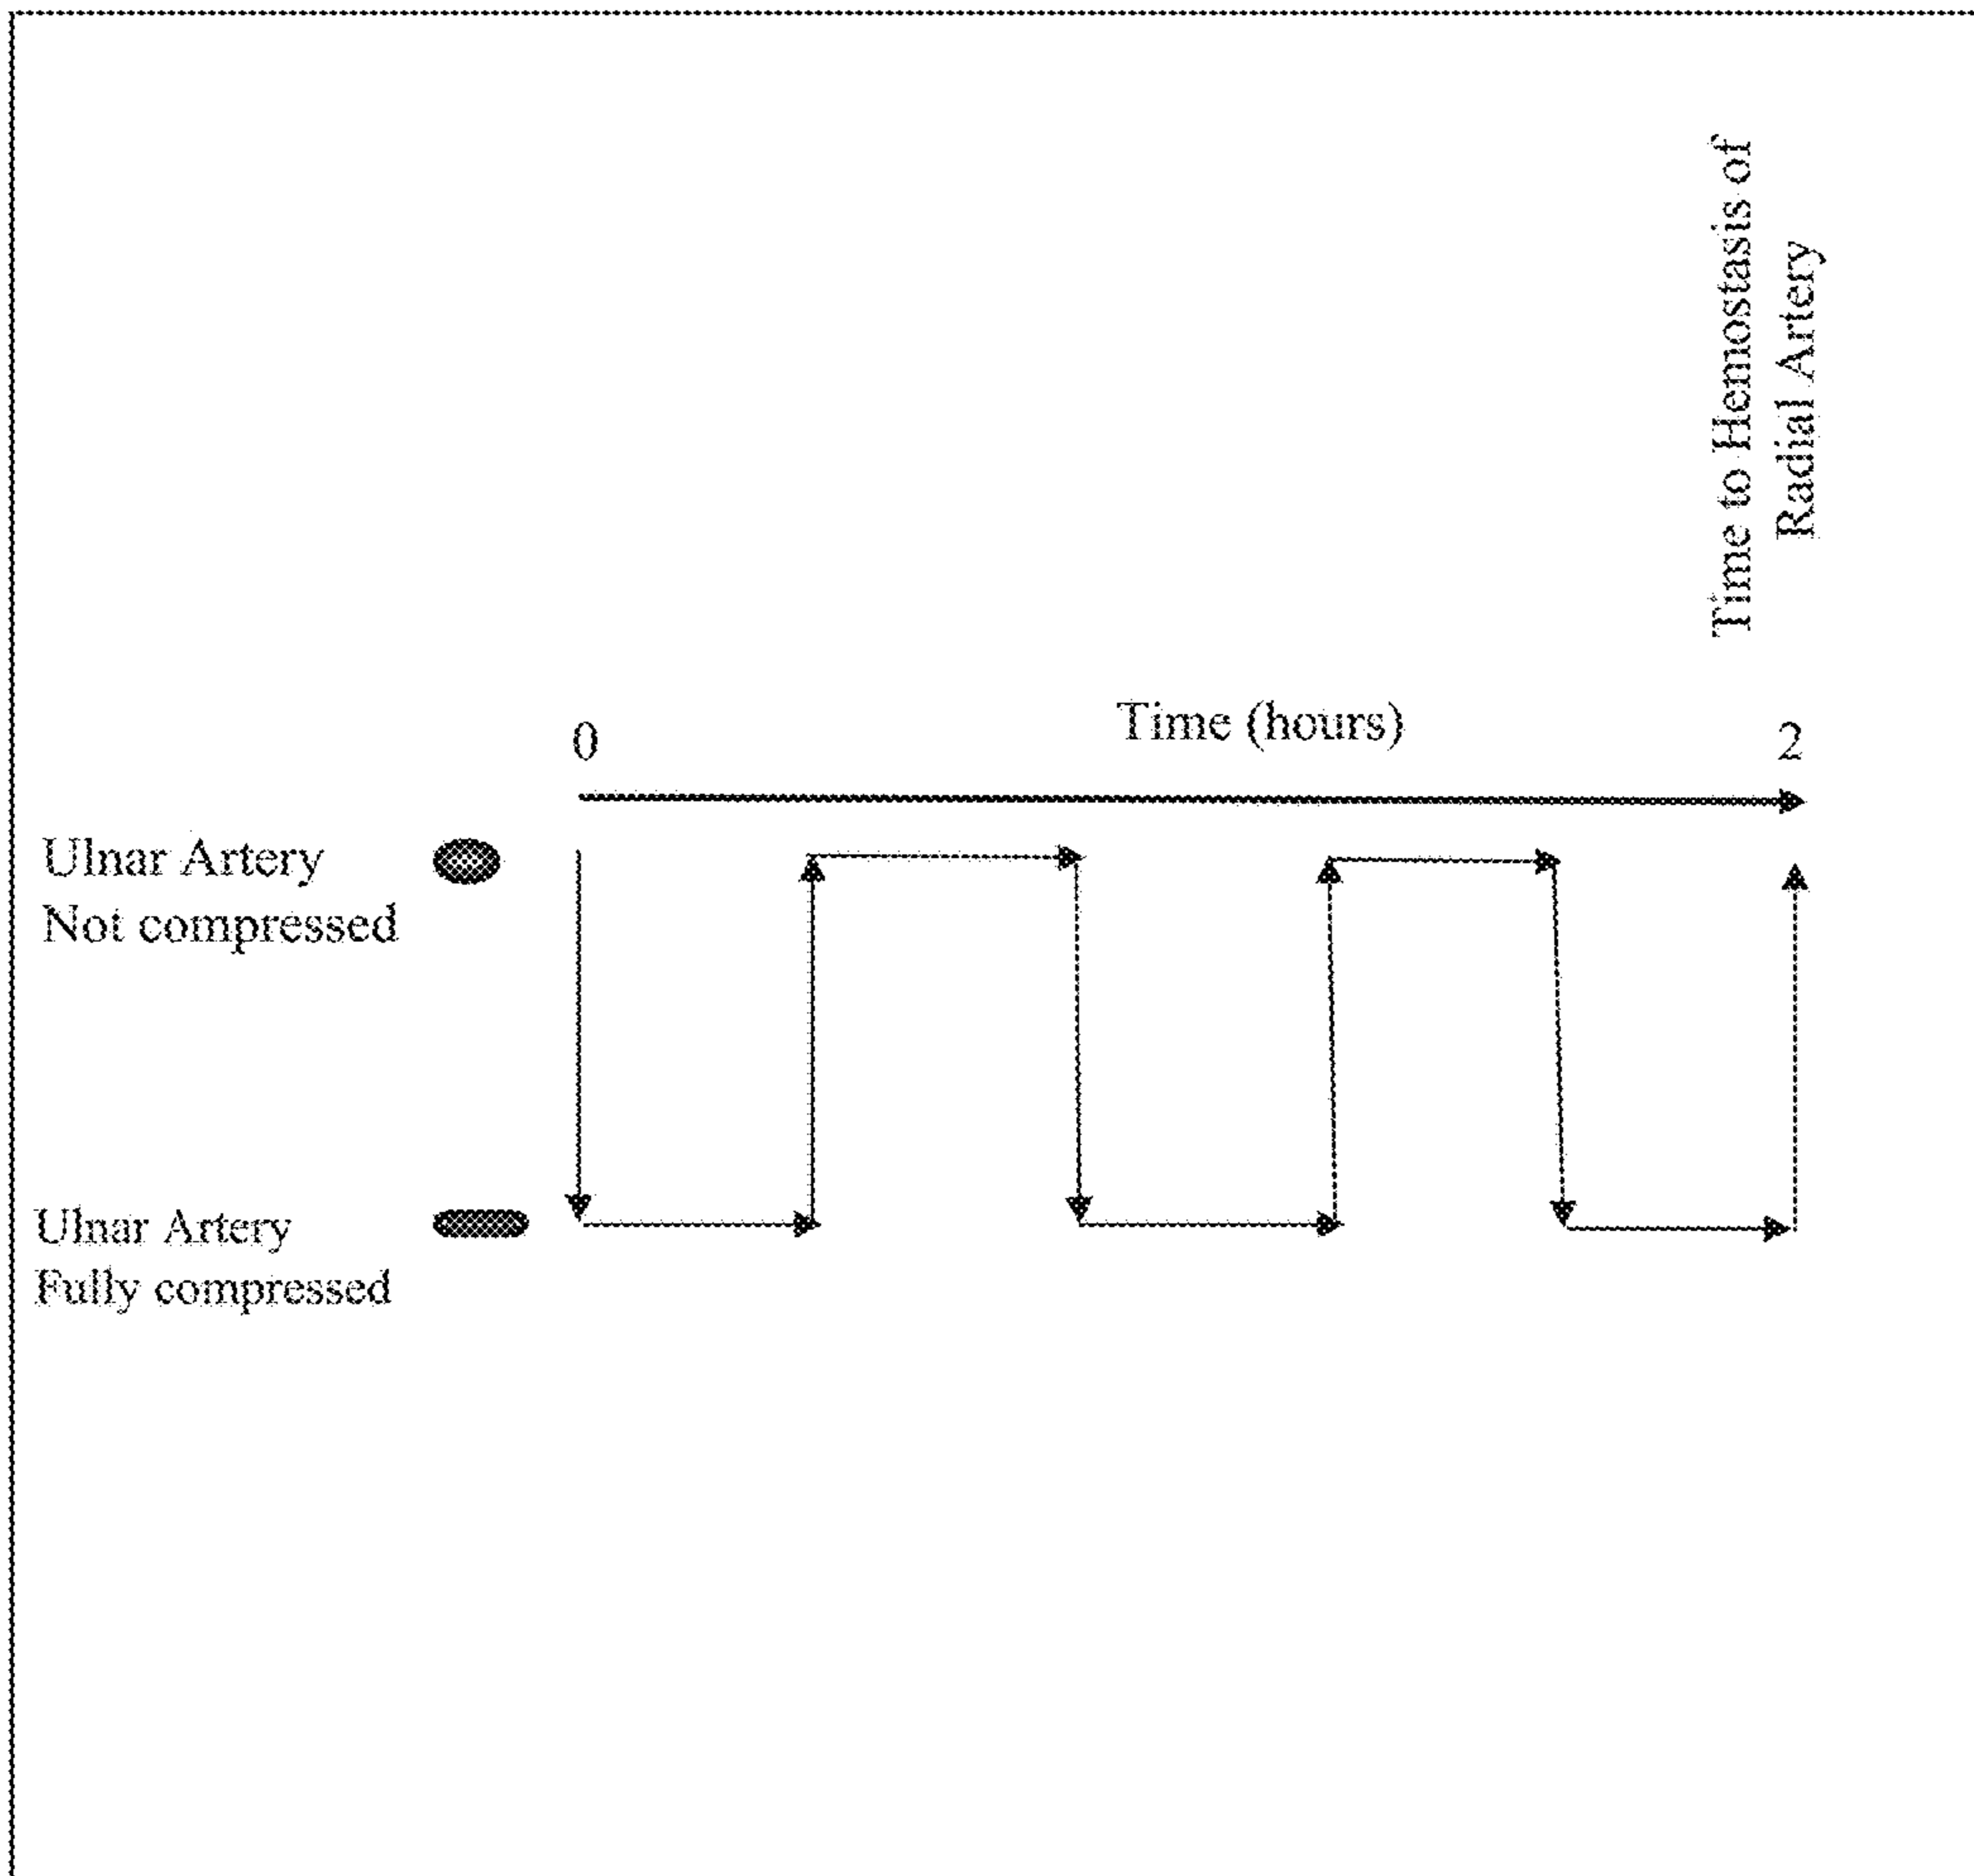 Time to Hemostasis of
Radial Artery
Time (hours)
0
2
Ulnar Artery
Not compressed
Ulnar Artery
Fully compressed